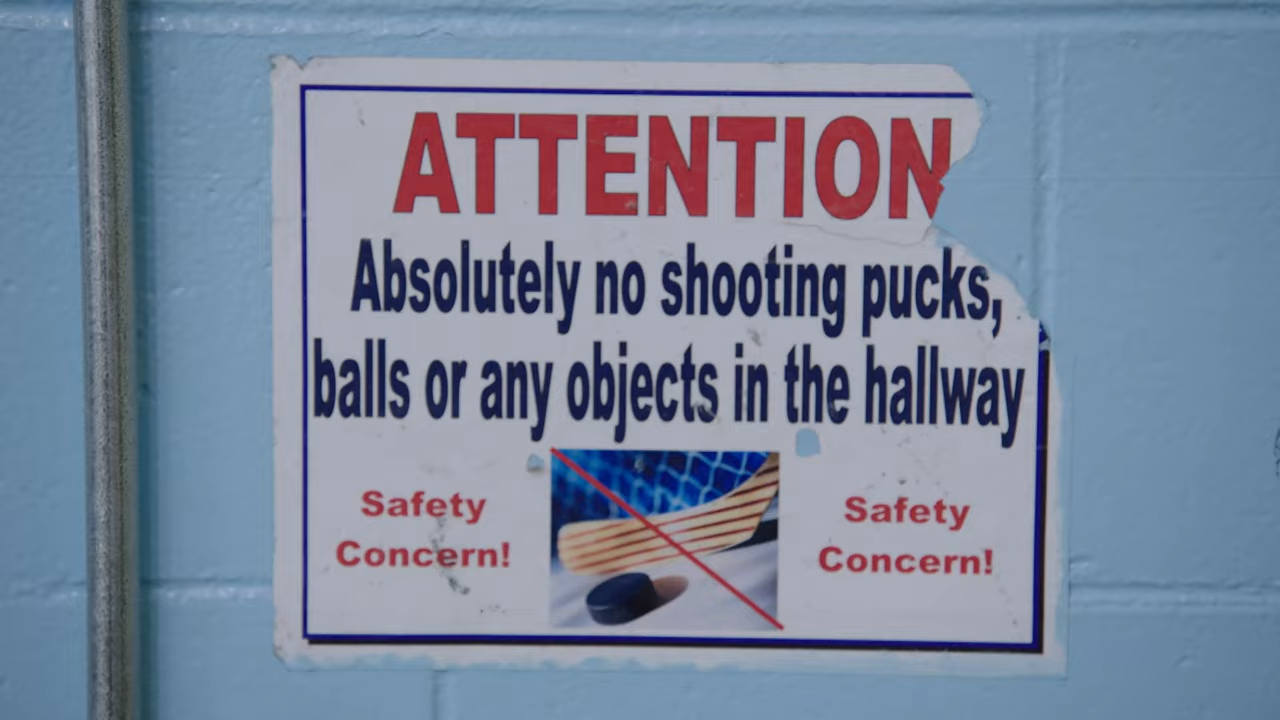 ATTENTION
Absolutely no shooting pucks,
balls or any objects in the hallway
Safety
Concern!
Safety
Concern!